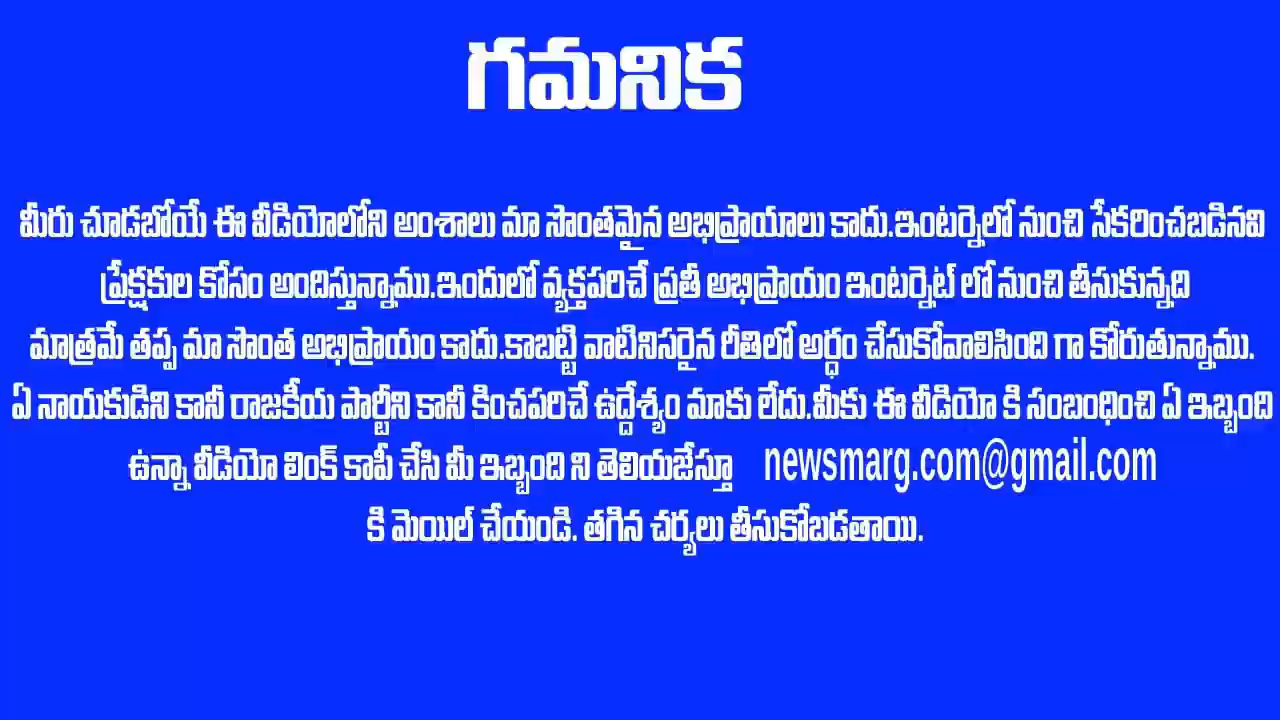 గమనిక
మీరు చూడబోయే ఈ వీడియోలోని అంశాలు మా సొంతమైన అభిప్రాయాలు కాదు.ఇంటర్నెలో నుంచి సేకరించబడినవి
ప్రేక్షకుల కోసం అందిస్తున్నాము.ఇందులో వ్యక్తపరిచే ప్రతీ అభిప్రాయం ఇంటర్నెట్ లో నుంచి తీసుకున్నది
మాత్రమే తప్ప మా సొంత అభిప్రాయం కాదు.కాబట్టి వాటినిసరైన రీతిలో అర్ధం చేసుకోవాలిసింది గా కోరుతున్నాము.
ఏ నాయకుడిని కానీ రాజకీయ పార్టీని కానీ కించపరిచే ఉద్దేశ్యం మాకు లేదు.మీకు ఈ వీడియో కి సంబంధించి ఏ ఇబ్బంది
ఉన్నా వీడియో లింక్ కాపీ చేసి మీ ఇబ్బంది ని తెలియజేస్తూ newsmarg.com@gmail.com
కి మెయిల్ చేయండి. తగిన చర్యలు తీసుకోబడతాయి.